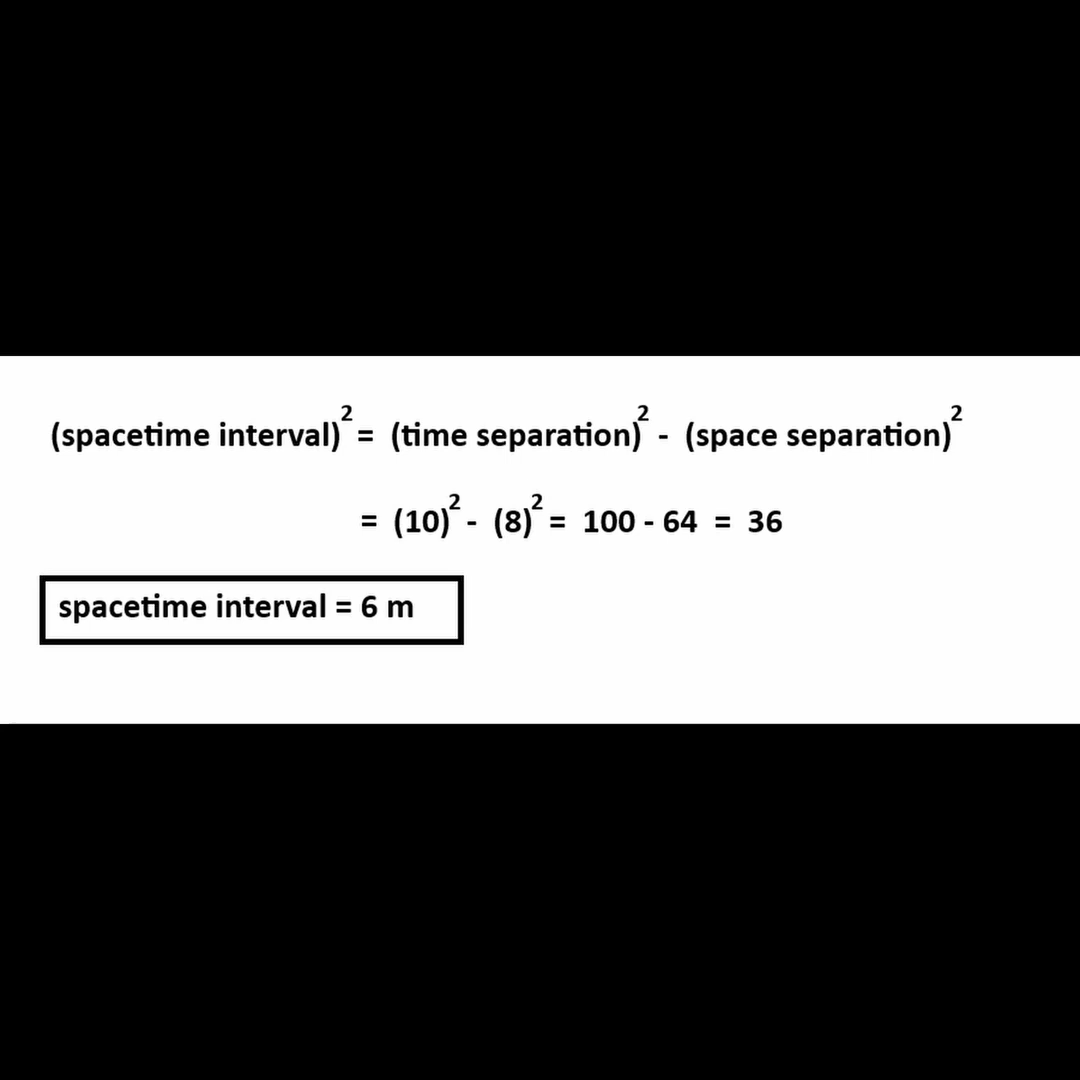 (spacetime interval)² = (time separation)² - (space separation)²
= (10)² - (8)² = 100 - 64 = 36
spacetime interval = 6 m